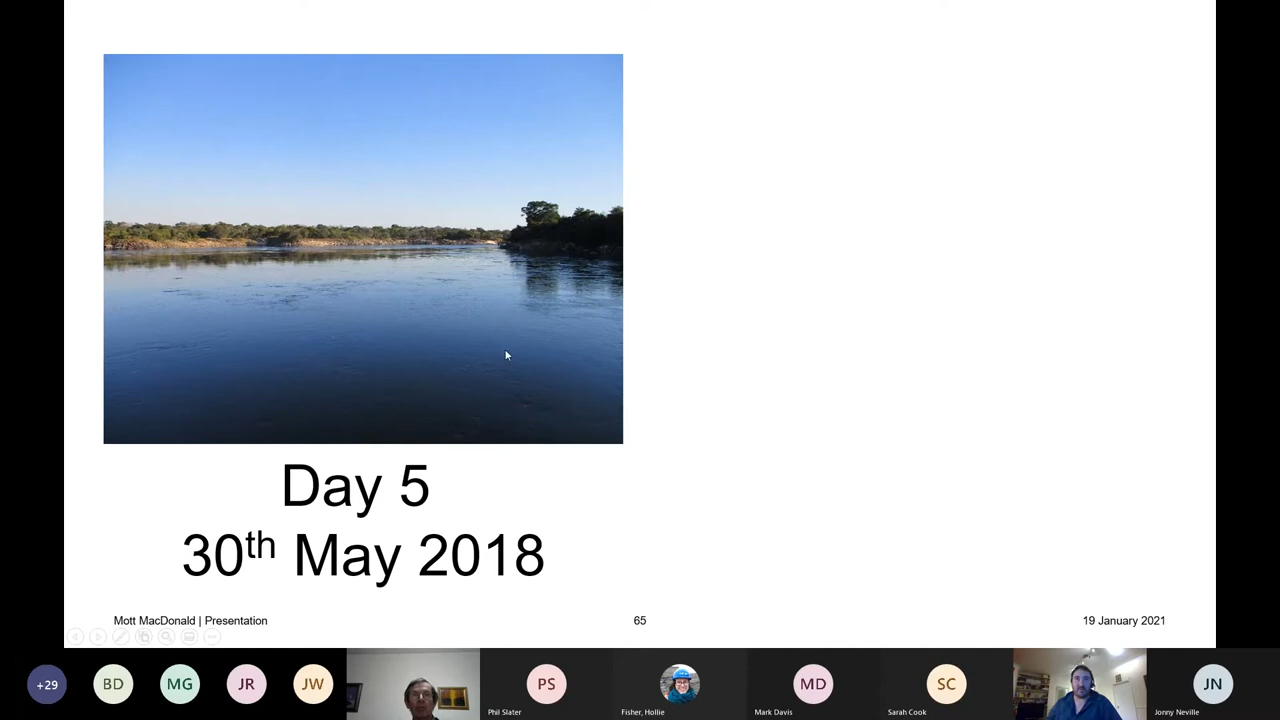 Day 5
30th May 2018
Mott MacDonald | Presentation
65
19 January 2021
+29
BD
MG
JR
JW
PS
MD
SC
JN
Phil Slater
Fisher, Hollie
Mark Davis
Sarah Cook
Jonny Neville